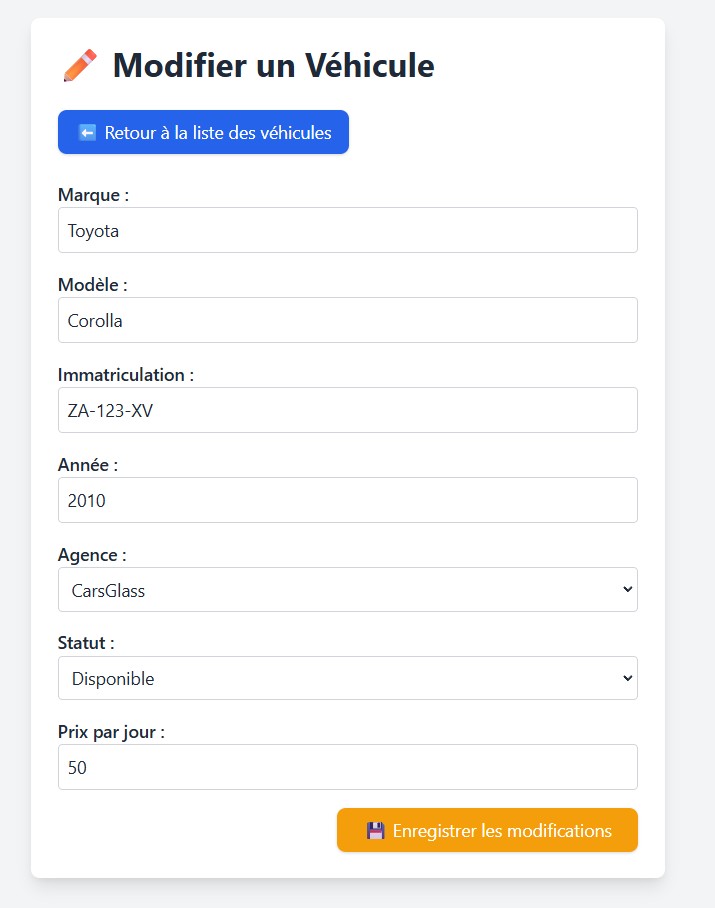 Modifier un Véhicule
Retour à la liste des véhicules
Marque :
Toyota
Modèle :
Corolla
Immatriculation :
ZA-123-XV
Année :
2010
Agence :
CarsGlass
Statut :
Disponible
Prix par jour :
50
Enregistrer les modifications